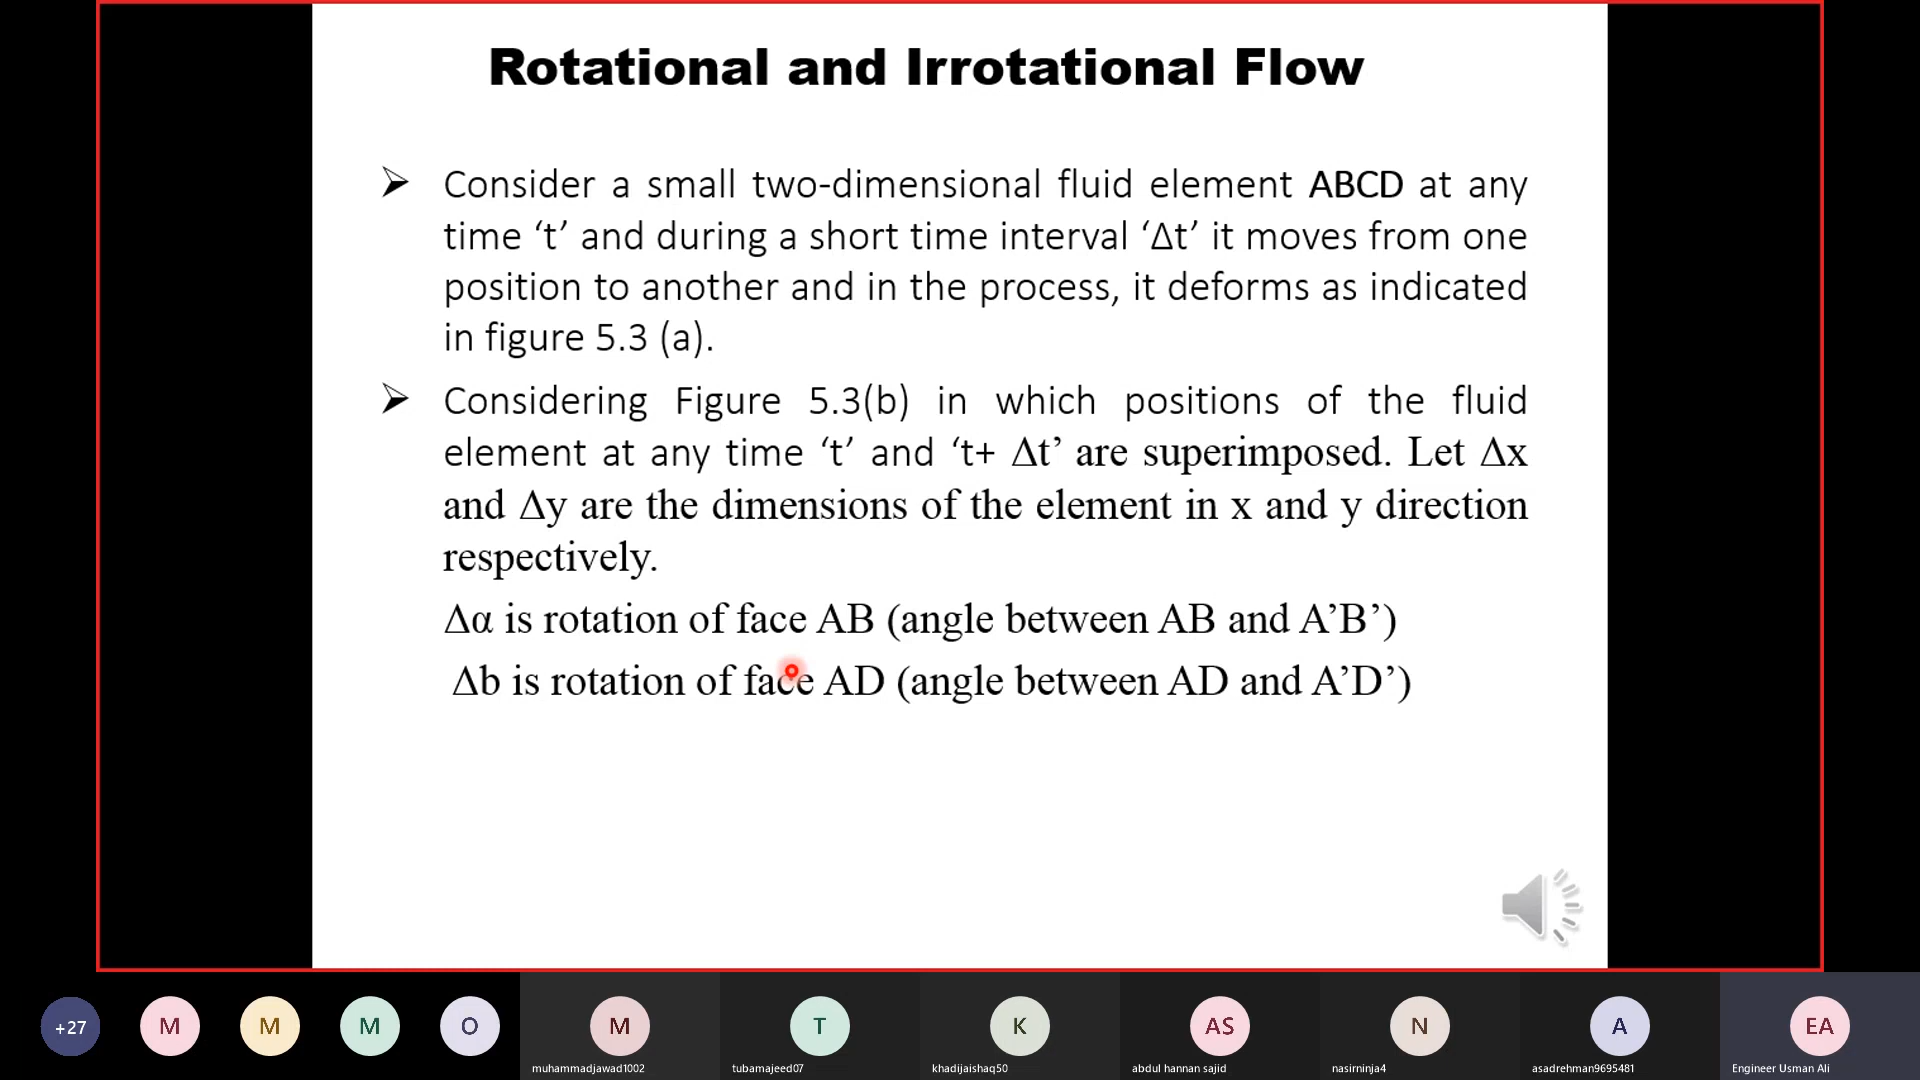 Rotational and Irrotational Flow
➢ Consider a small two-dimensional fluid element ABCD at any
time ‘t’ and during a short time interval ‘Δt’ it moves from one
position to another and in the process, it deforms as indicated
in figure 5.3 (a).
➢ Considering Figure 5.3(b) in which positions of the fluid
element at any time ‘t’ and ‘t+ Δt’ are superimposed. Let Δx
and Δy are the dimensions of the element in x and y direction
respectively.
Δα is rotation of face AB (angle between AB and A’B’)
Δb is rotation of face AD (angle between AD and A’D’)
+27 M M M O M T K AS N A EA
muhammadjawad1002 tubamajeed07 khadijaishaq50 abdul hannan sajid nasirninja4 asadrehman9695481 Engineer Usman Ali